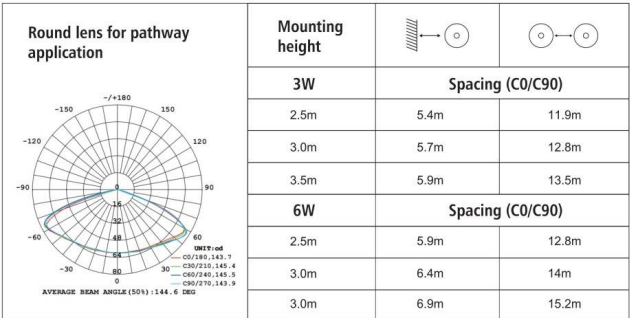 Round lens for pathway
application
Mounting
height
3W
Spacing (C0/C90)
2.5m
5.4m
11.9m
3.0m
5.7m
12.8m
3.5m
5.9m
13.5m
6W
Spacing (C0/C90)
2.5m
5.9m
12.8m
3.0m
6.4m
14m
3.0m
6.9m
15.2m
-/+180
-150
150
-120
120
-90
0
90
16
32
-60
48
60
UNIT:cd
64
C0/180,143.7
-30
30
C30/210,145.4
80
C60/240,145.5
0
C90/270,143.9
AVERAGE BEAM ANGLE(50%):144.6 DEG